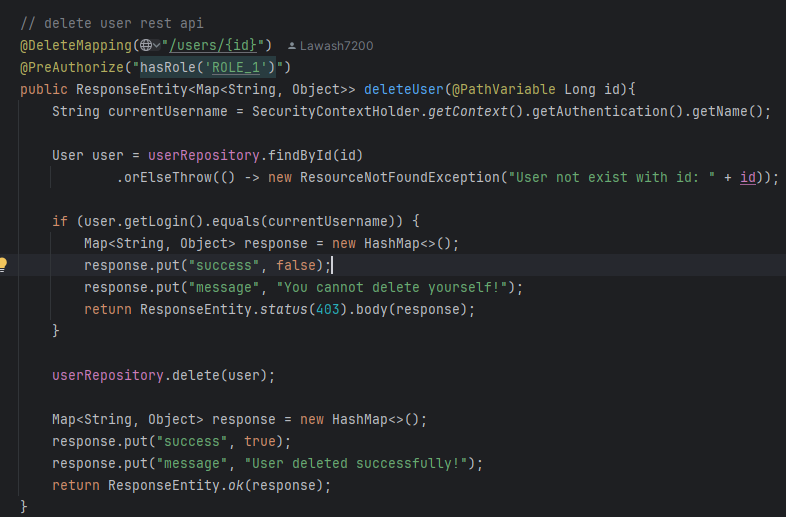 // delete user rest api
@DeleteMapping("/users/{id}") Lawash7200
@PreAuthorize("hasRole('ROLE_1')")
public ResponseEntity<Map<String, Object>> deleteUser(@PathVariable Long id){
    String currentUsername = SecurityContextHolder.getContext().getAuthentication().getName();

    User user = userRepository.findById(id)
            .orElseThrow(() -> new ResourceNotFoundException("User not exist with id: " + id));

    if (user.getLogin().equals(currentUsername)) {
        Map<String, Object> response = new HashMap<>();
        response.put("success", false);
        response.put("message", "You cannot delete yourself!");
        return ResponseEntity.status(403).body(response);
    }

    userRepository.delete(user);

    Map<String, Object> response = new HashMap<>();
    response.put("success", true);
    response.put("message", "User deleted successfully!");
    return ResponseEntity.ok(response);
}